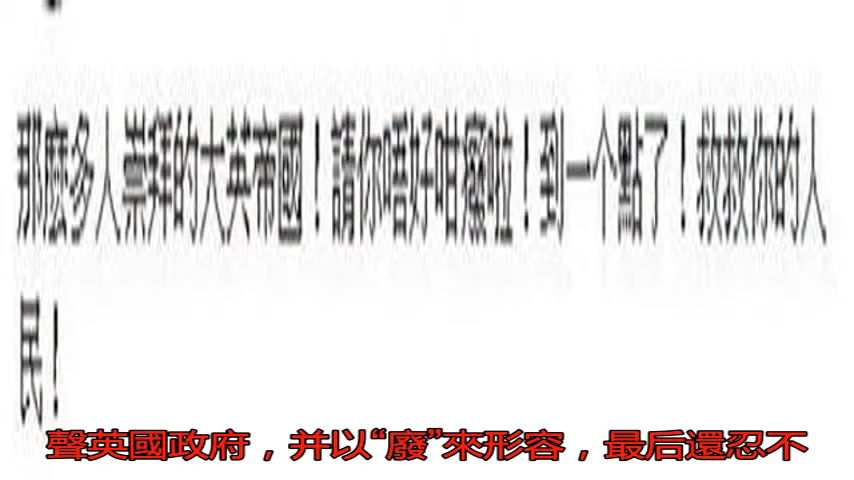 那麼多人崇拜的大英帝國！請你唔好咁癈啦！到一个點了！救救你的人
民！
聲英國政府，并以“廢”來形容，最后還忍不